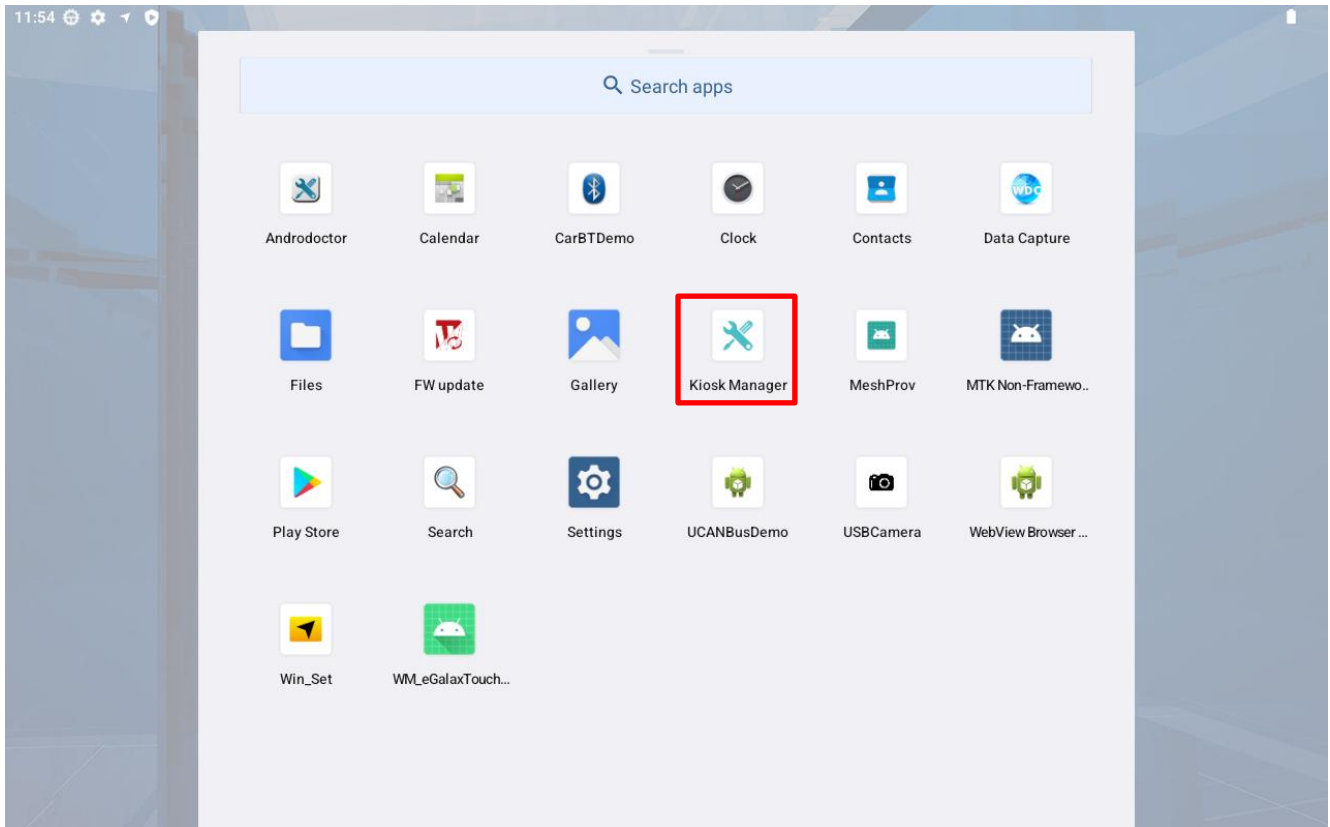 11:54
Search apps
Androdoctor Calendar CarBTDemo Clock Contacts Data Capture
WDC
Files FW update Gallery Kiosk Manager MeshProv MTK Non-Framewo..
Play Store Search Settings UCANBusDemo USBCamera WebView Browser ...
Win_Set WM_eGalaxTouch...